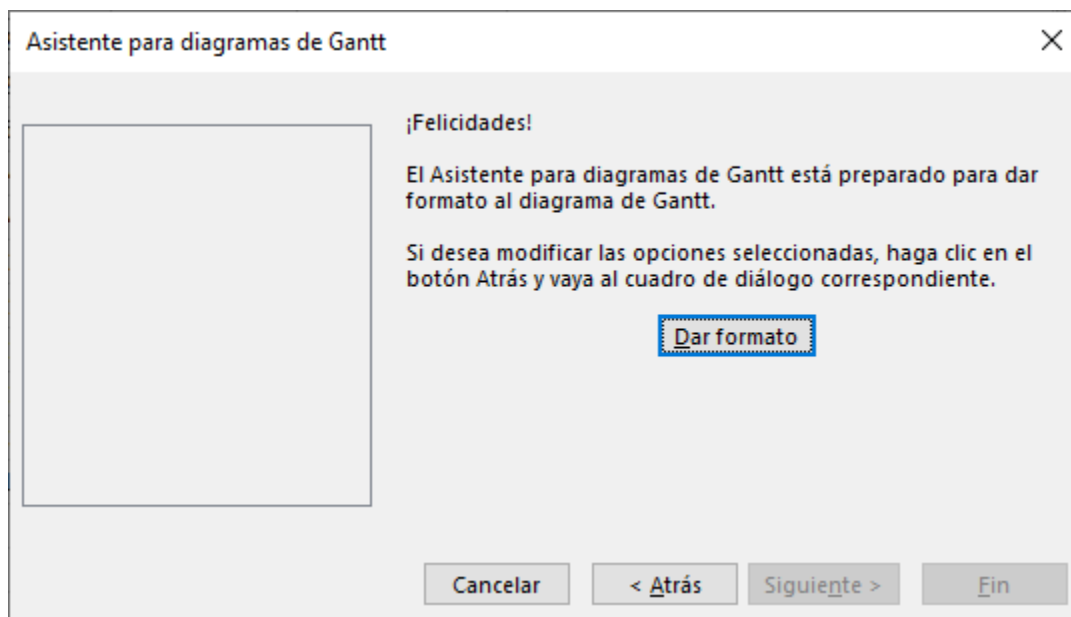 Asistente para diagramas de Gantt
¡Felicidades!
El Asistente para diagramas de Gantt está preparado para dar
formato al diagrama de Gantt.
Si desea modificar las opciones seleccionadas, haga clic en el
botón Atrás y vaya al cuadro de diálogo correspondiente.
Dar formato
Cancelar
< Atrás
Siguiente >
Fin